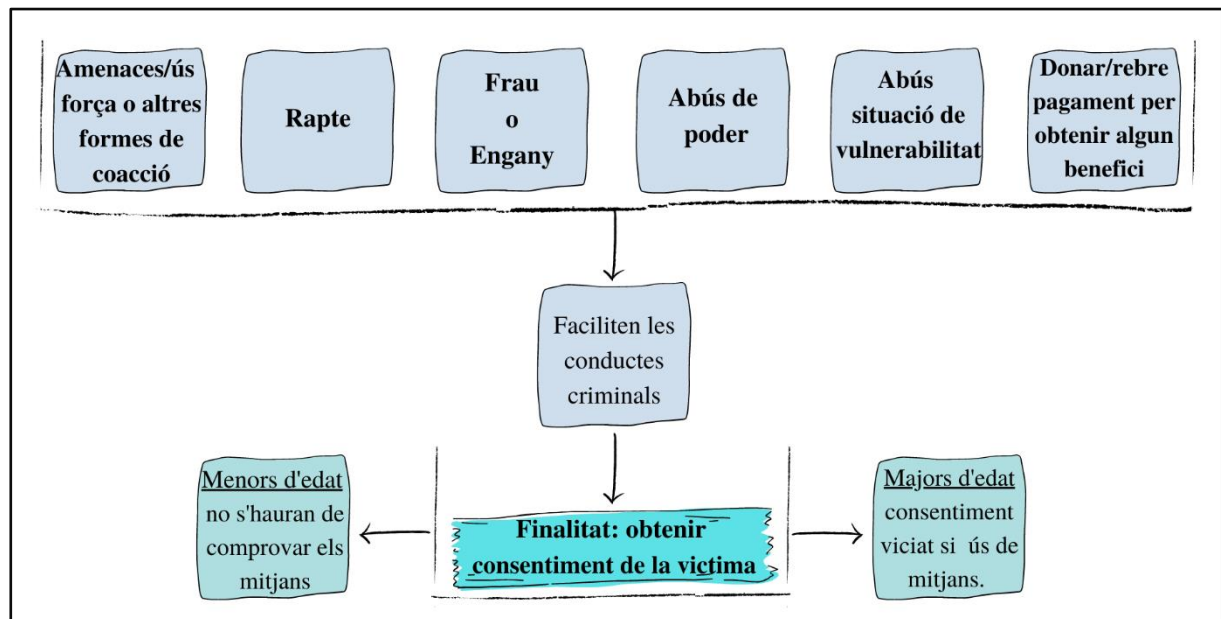 Amenaces/ús
força o altres
formes de
coacció
Rapte
Frau
o
Engany
Abús de
poder
Abús
situació de
vulnerabilitat
Donar/rebre
pagament per
obtenir algun
benefici
Faciliten les
conductes
criminals
Menors d'edat
no s'hauran de
comprovar els
mitjans
Finalitat: obtenir
consentiment de la victima
Majors d'edat
consentiment
viciat si ús de
mitjans.